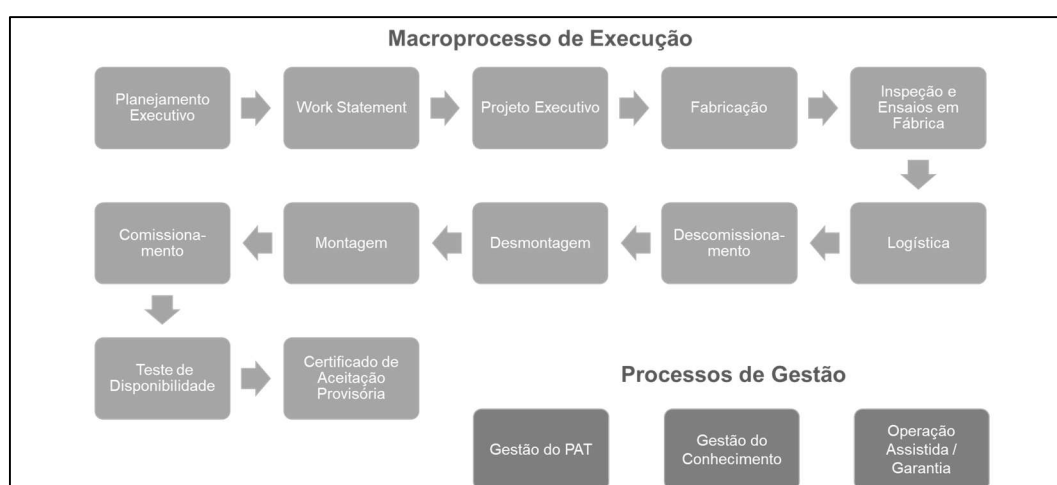 Macroprocesso de Execução
Planejamento
Executivo
Work Statement
Projeto Executivo
Fabricação
Inspeção e
Ensaios em
Fábrica
Comissiona-
mento
Montagem
Desmontagem
Descomissiona-
mento
Logística
Teste de
Disponibilidade
Certificado de
Aceitação
Provisória
Processos de Gestão
Gestão do PAT
Gestão do
Conhecimento
Operação
Assistida /
Garantia